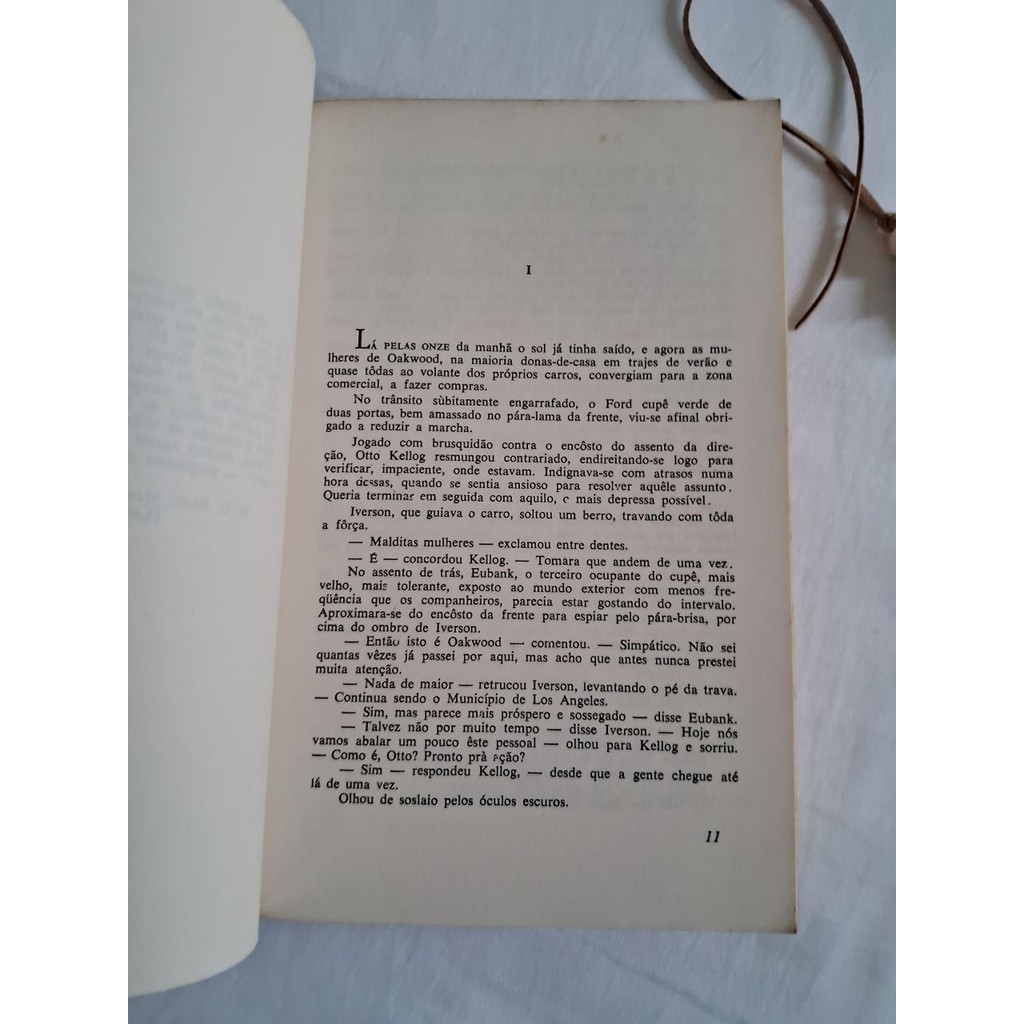 I
LÁ PELAS ONZE da manhã o sol já tinha saído, e agora as mu-
lheres de Oakwood, na maioria donas-de-casa em trajes de verão e
quase tôdas ao volante dos próprios carros, convergiam para a zona
comercial, a fazer compras.
No trânsito sùbitamente engarrafado, o Ford cupê verde de
duas portas, bem amassado no pára-lama da frente, viu-se afinal obri-
gado a reduzir a marcha.
Jogado com brusquidão contra o encôsto do assento da dire-
ção, Otto Kellog resmungou contrariado, endireitando-se logo para
verificar, impaciente, onde estavam. Indignava-se com atrasos numa
hora dessas, quando se sentia ansioso para resolver aquêle assunto.
Queria terminar em seguida com aquilo, o mais depressa possível.
Iverson, que guiava o carro, soltou um berro, travando com tôda
a fôrça.
— Malditas mulheres — exclamou entre dentes.
— É — concordou Kellog. — Tomara que andem de uma vez.
No assento de trás, Eubank, o terceiro ocupante do cupê, mais
velho, mais tolerante, exposto ao mundo exterior com menos fre-
qüência que os companheiros, parecia estar gostando do intervalo.
Aproximara-se do encôsto da frente para espiar pelo pára-brisa, por
cima do ombro de Iverson.
— Então isto é Oakwood — comentou. — Simpático. Não sei
quantas vêzes já passei por aqui, mas acho que antes nunca prestei
muita atenção.
— Nada de maior — retrucou Iverson, levantando o pé da trava.
— Continua sendo o Município de Los Angeles.
— Sim, mas parece mais próspero e sossegado — disse Eubank.
— Talvez não por muito tempo — disse Iverson. — Hoje nós
vamos abalar um pouco êste pessoal — olhou para Kellog e sorriu.
— Como é, Otto? Pronto prà ação?
— Sim — respondeu Kellog, — desde que a gente chegue até
lá de uma vez.
Olhou de soslaio pelos óculos escuros.
11